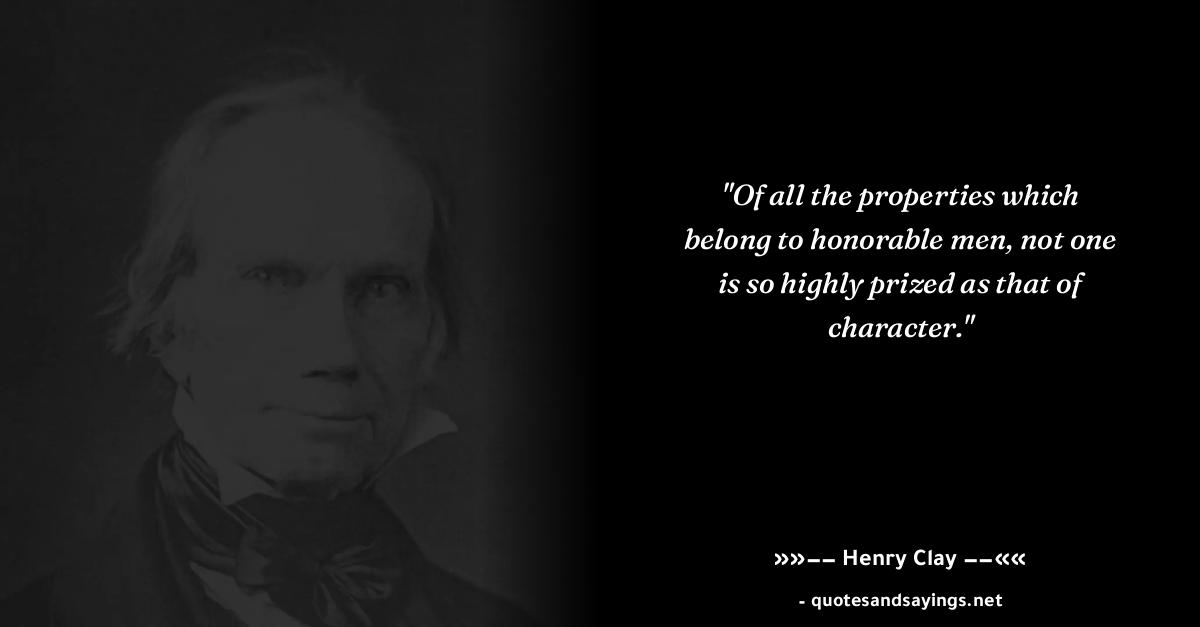 "Of all the properties which
belong to honorable men, not one
is so highly prized as that of
character."
»»−− Henry Clay −−««
- quotesandsayings.net